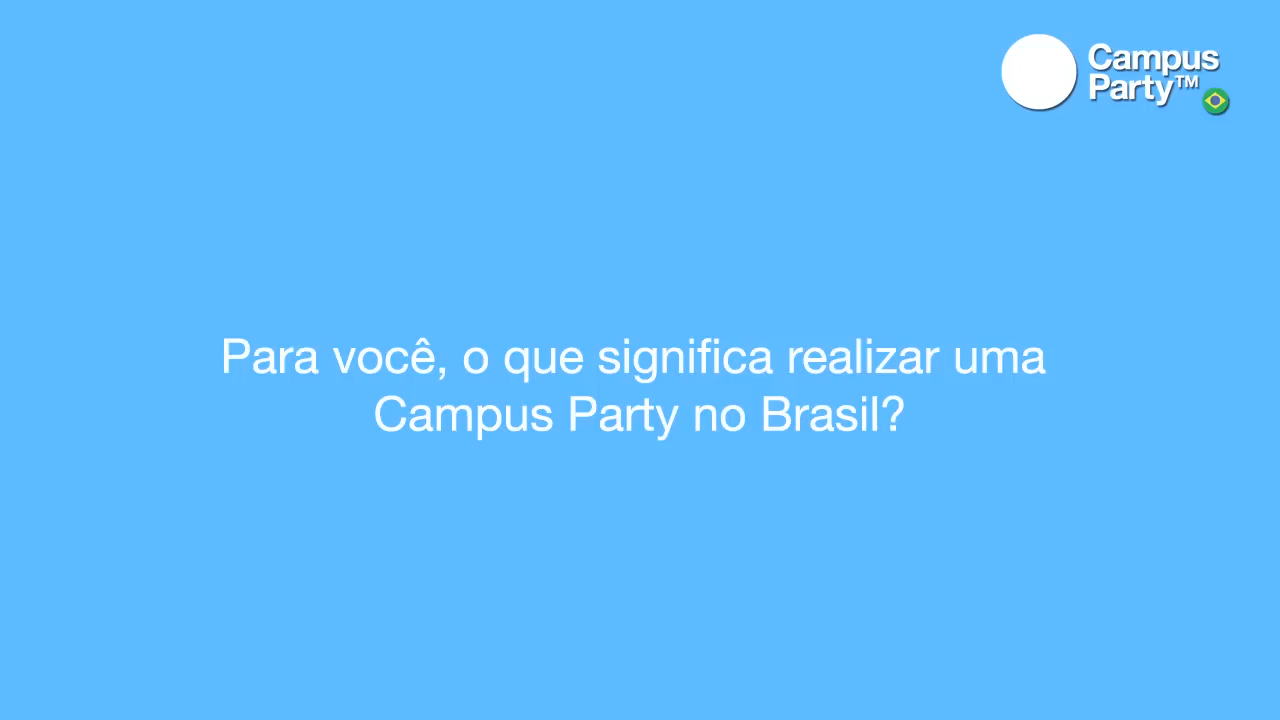 Campus
Party™
Para você, o que significa realizar uma
Campus Party no Brasil?